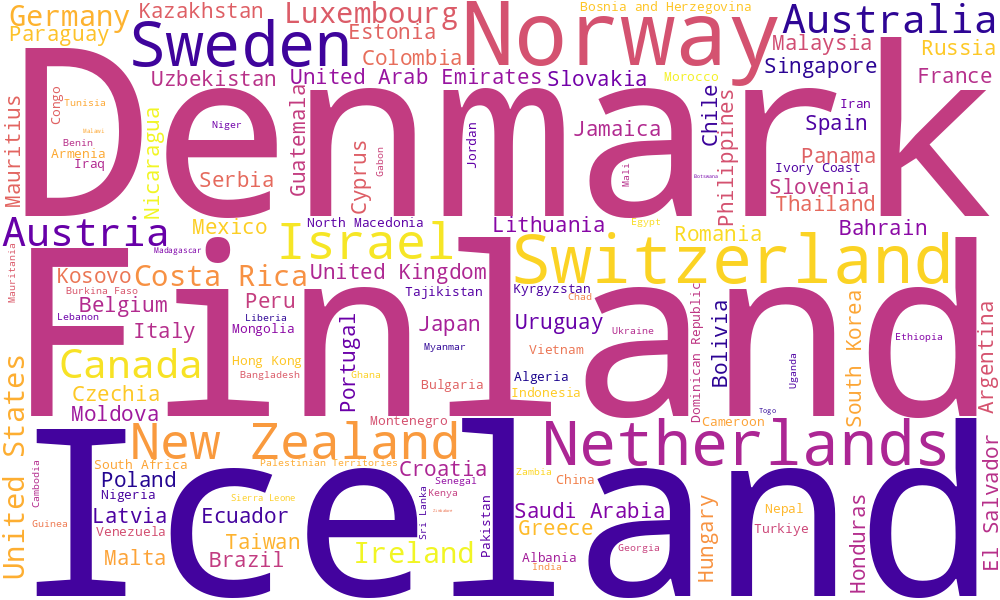 Germany
Kazakhstan
Luxembourg
Norway
Bosnia and Herzegovina
Australia
Paraguay
Sweden
Estonia
Colombia
Malaysia
Russia
Singapore
France
Uzbekistan
United Arab Emirates
Slovakia
Morocco
Denmark
Mauritius
Congo
Tunisia
Malawi
Benin
Armenia
Iraq
Nicaragua
Niger
Serbia
Guatemala
Cyprus
Gabon
Jordan
Jamaica
Mali
Chile
Botswana
Philippines
Iran
Spain
Panama
Ivory Coast
Slovenia
Thailand
Austria
Mexico
North Macedonia
Lithuania
Egypt
Romania
Bahrain
Madagascar
Israel
Switzerland
Mauritania
Kosovo
Costa Rica
United Kingdom
Finland
Burkina Faso
Belgium
Peru
Tajikistan
Kyrgyzstan
Chad
Lebanon
Liberia
Italy
Mongolia
Portugal
Japan
Uruguay
Ukraine
Dominican Republic
Bolivia
South Korea
Ethiopia
Argentina
Myanmar
Vietnam
Canada
Hong Kong
Bangladesh
Ghana
Bulgaria
Algeria
Indonesia
Uganda
Czechia
Moldova
Montenegro
Togo
Cameroon
United States
New Zealand
Netherlands
South Africa
Palestinian Territories
Croatia
Iceland
Cambodia
Poland
Senegal
Zambia
China
Nigeria
Sierra Leone
Kenya
Sri Lanka
Pakistan
Latvia
Ecuador
Saudi Arabia
Nepal
Guinea
Venezuela
Greece
Turkiye
Hungary
Honduras
El Salvador
Taiwan
Malta
Brazil
Ireland
Georgia
Albania
India